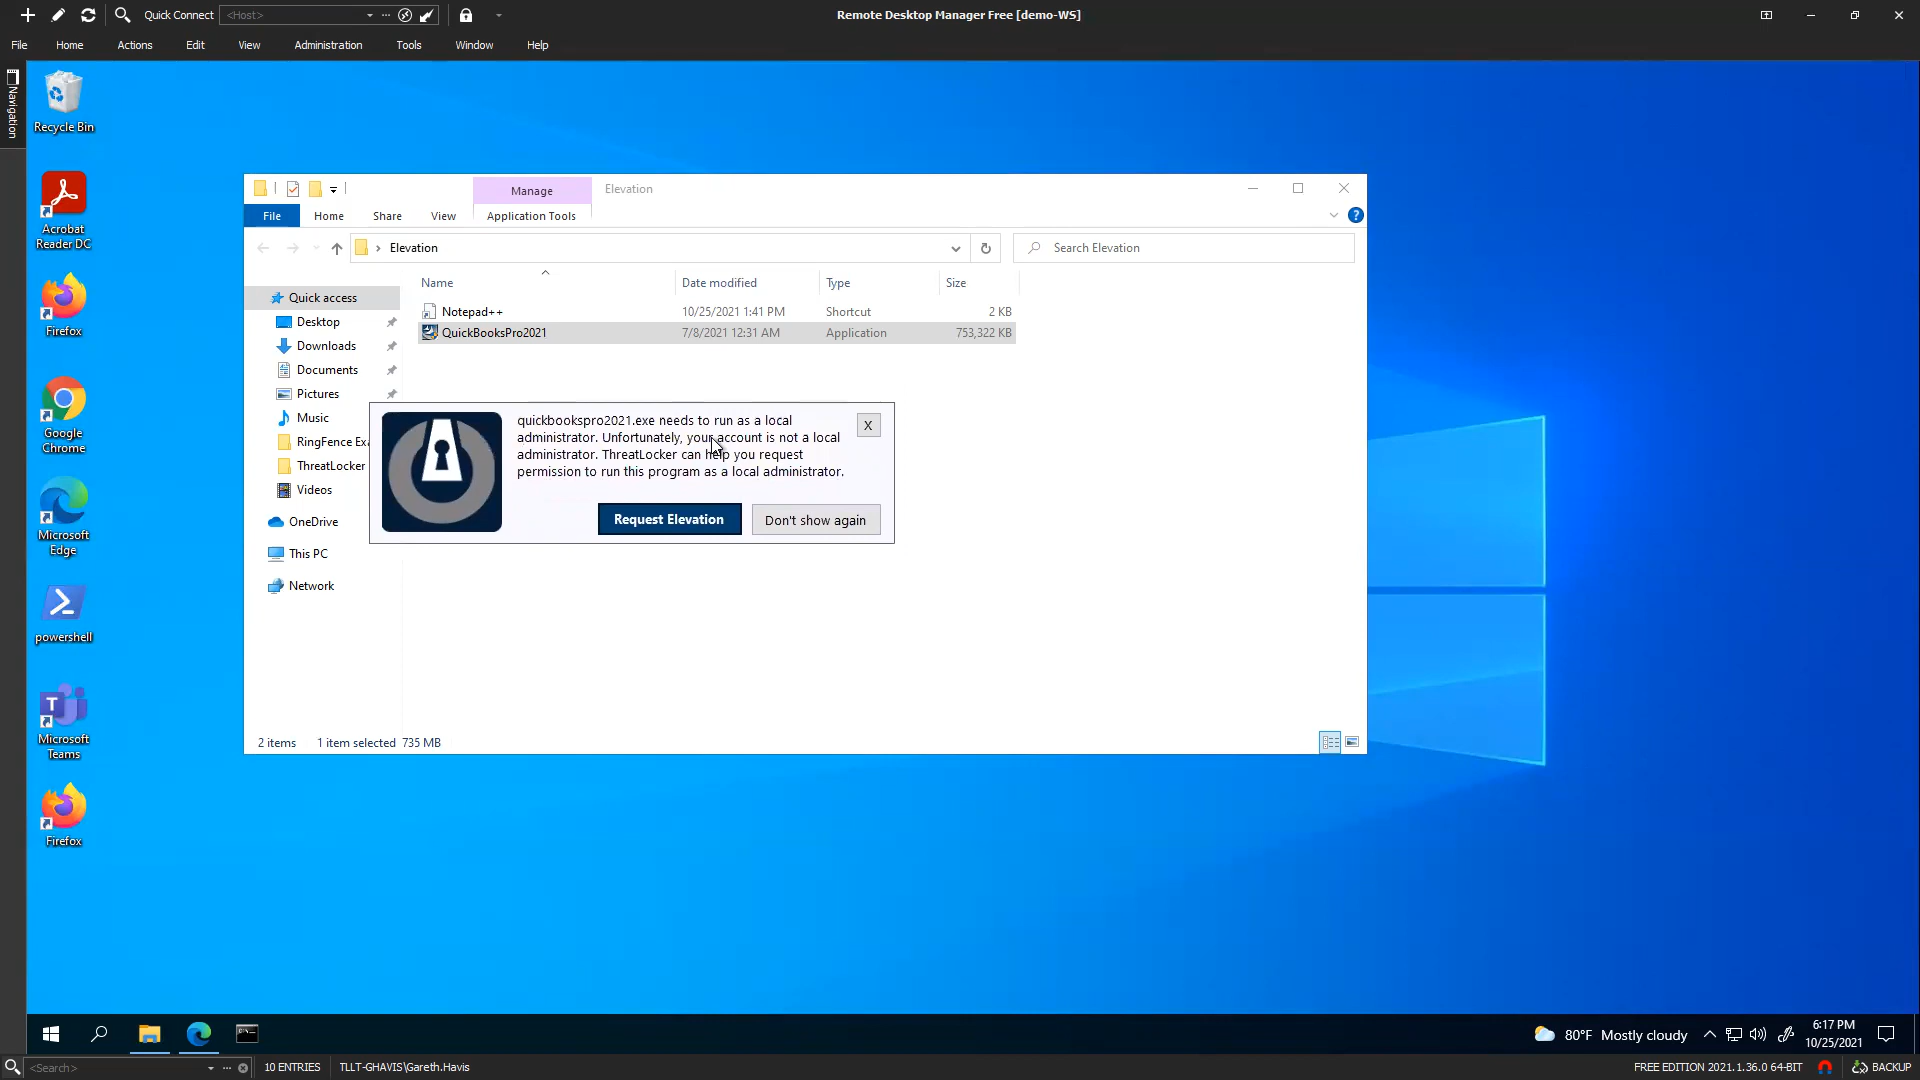 Quick Connect
<Host>
Remote Desktop Manager Free [demo-WS]
File Home Actions Edit View Administration Tools Window Help
Navigation
Recycle Bin
Acrobat
Reader DC
Firefox
Google
Chrome
Microsoft
Edge
powershell
Microsoft
Teams
Firefox
Manage
Elevation
File Home Share View Application Tools
Elevation
Search Elevation
Name Date modified Type Size
Notepad++ 10/25/2021 1:41 PM Shortcut 2 KB
QuickBooksPro2021 7/8/2021 12:31 AM Application 753,322 KB
Quick access
Desktop
Downloads
Documents
Pictures
Music
RingFence Exa
ThreatLocker
Videos
OneDrive
This PC
Network
quickbookspro2021.exe needs to run as a local
administrator. Unfortunately, your account is not a local
administrator. ThreatLocker can help you request
permission to run this program as a local administrator.
X
Request Elevation
Don't show again
2 items 1 item selected 735 MB
80°F Mostly cloudy
6:17 PM
10/25/2021
<Search>
10 ENTRIES
TLLT-GHAVIS\Gareth.Havis
FREE EDITION 2021.1.36.0 64-BIT
BACKUP